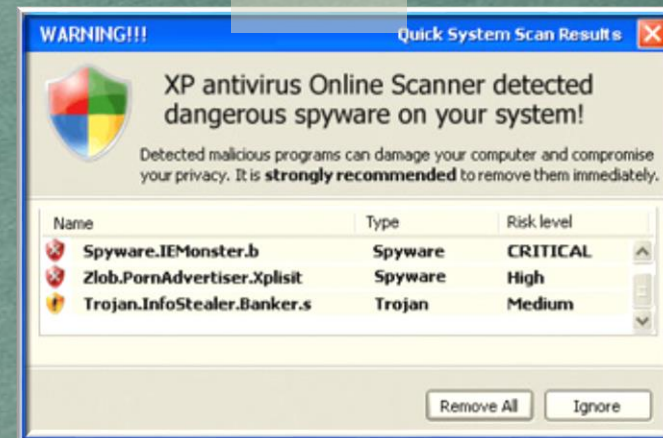 WARNING!!!
Quick System Scan Results
XP antivirus Online Scanner detected
dangerous spyware on your system!
Detected malicious programs can damage your computer and compromise
your privacy. It is strongly recommended to remove them immediately.
Name Type Risk level
Spyware.IEMonster.b Spyware CRITICAL
Zlob.PornAdvertiser.Xplisit Spyware High
Trojan.InfoStealer.Banker.s Trojan Medium
Remove All Ignore